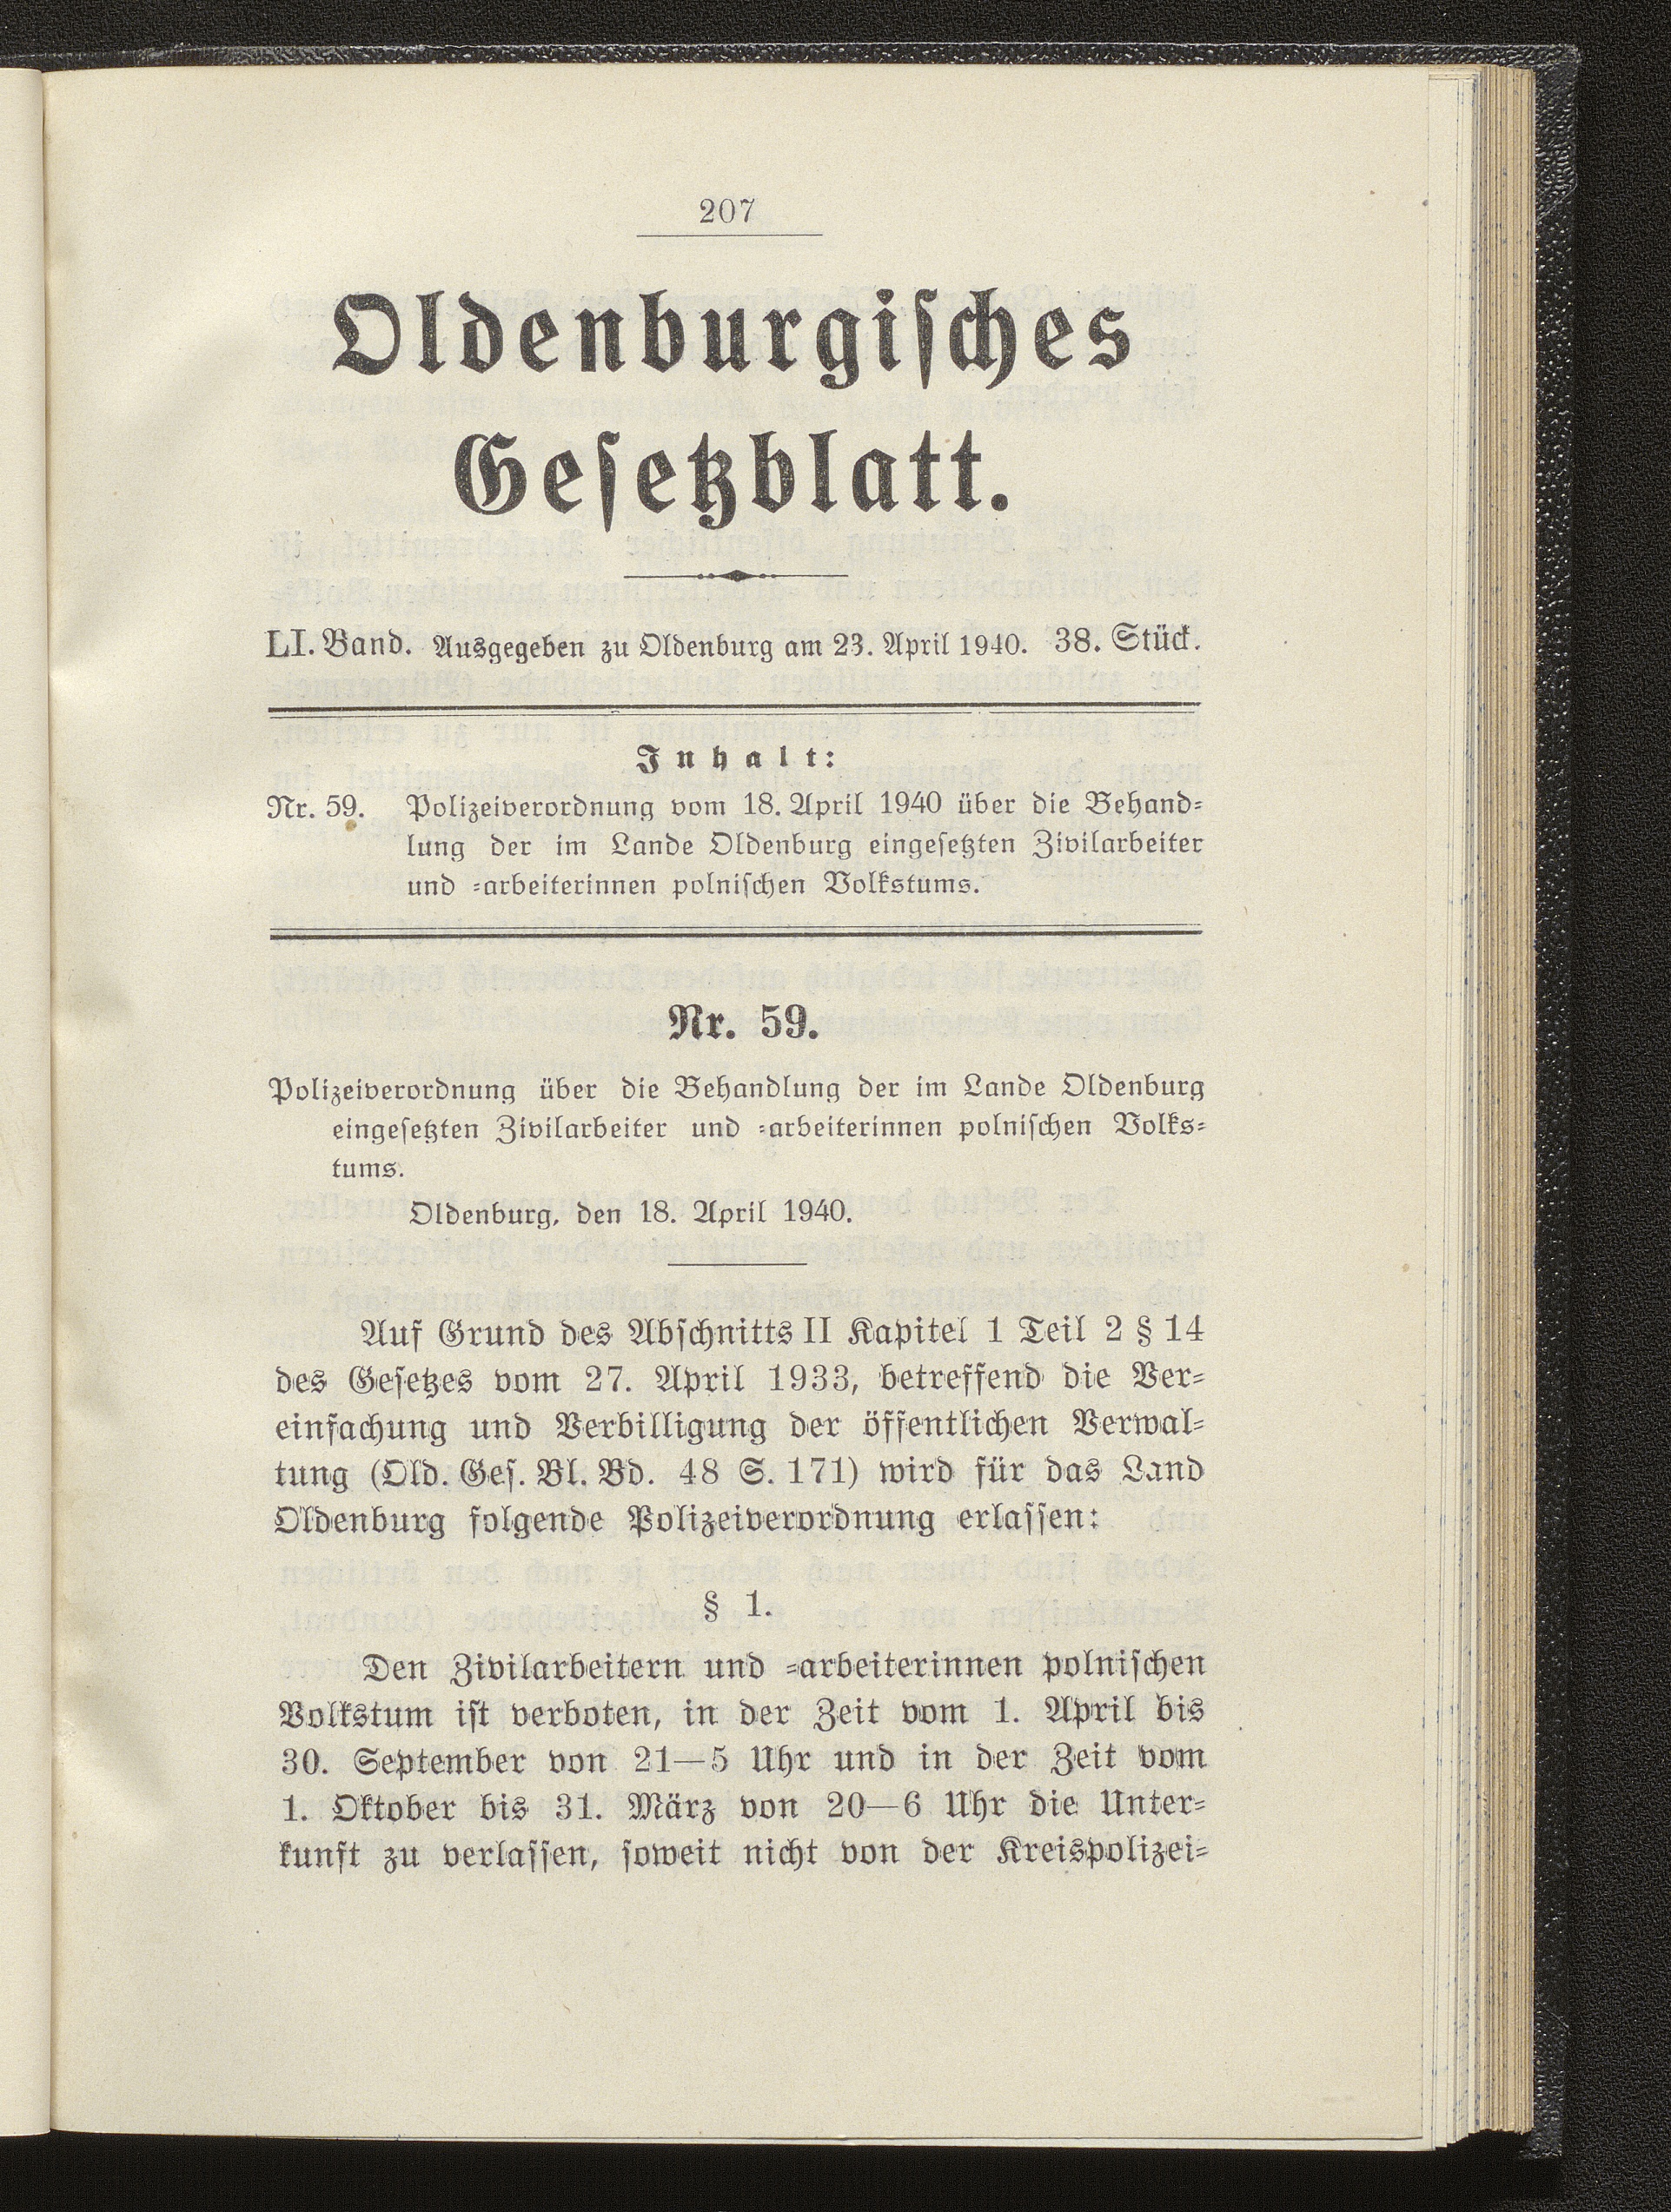 207
Oldenburgisches
Gesetzblatt.
LI. Band. Ausgegeben zu Oldenburg am 23. April 1940. 38. Stück.
Inhalt:
Nr. 59. Polizeiverordnung vom 18. April 1940 über die Behand-
lung der im Lande Oldenburg eingesetzten Zivilarbeiter
und -arbeiterinnen polnischen Volkstums.
Nr. 59.
Polizeiverordnung über die Behandlung der im Lande Oldenburg
eingesetzten Zivilarbeiter und -arbeiterinnen polnischen Volks-
tums.
Oldenburg, den 18. April 1940.
Auf Grund des Abschnitts II Kapitel 1 Teil 2 § 14
des Gesetzes vom 27. April 1933, betreffend die Ver-
einfachung und Verbilligung der öffentlichen Verwal-
tung (Old. Ges. Bl. Bd. 48 S. 171) wird für das Land
Oldenburg folgende Polizeiverordnung erlassen:
§ 1.
Den Zivilarbeitern und -arbeiterinnen polnischen
Volkstum ist verboten, in der Zeit vom 1. April bis
30. September von 21—5 Uhr und in der Zeit vom
1. Oktober bis 31. März von 20—6 Uhr die Unter-
kunft zu verlassen, soweit nicht von der Kreispolizei-